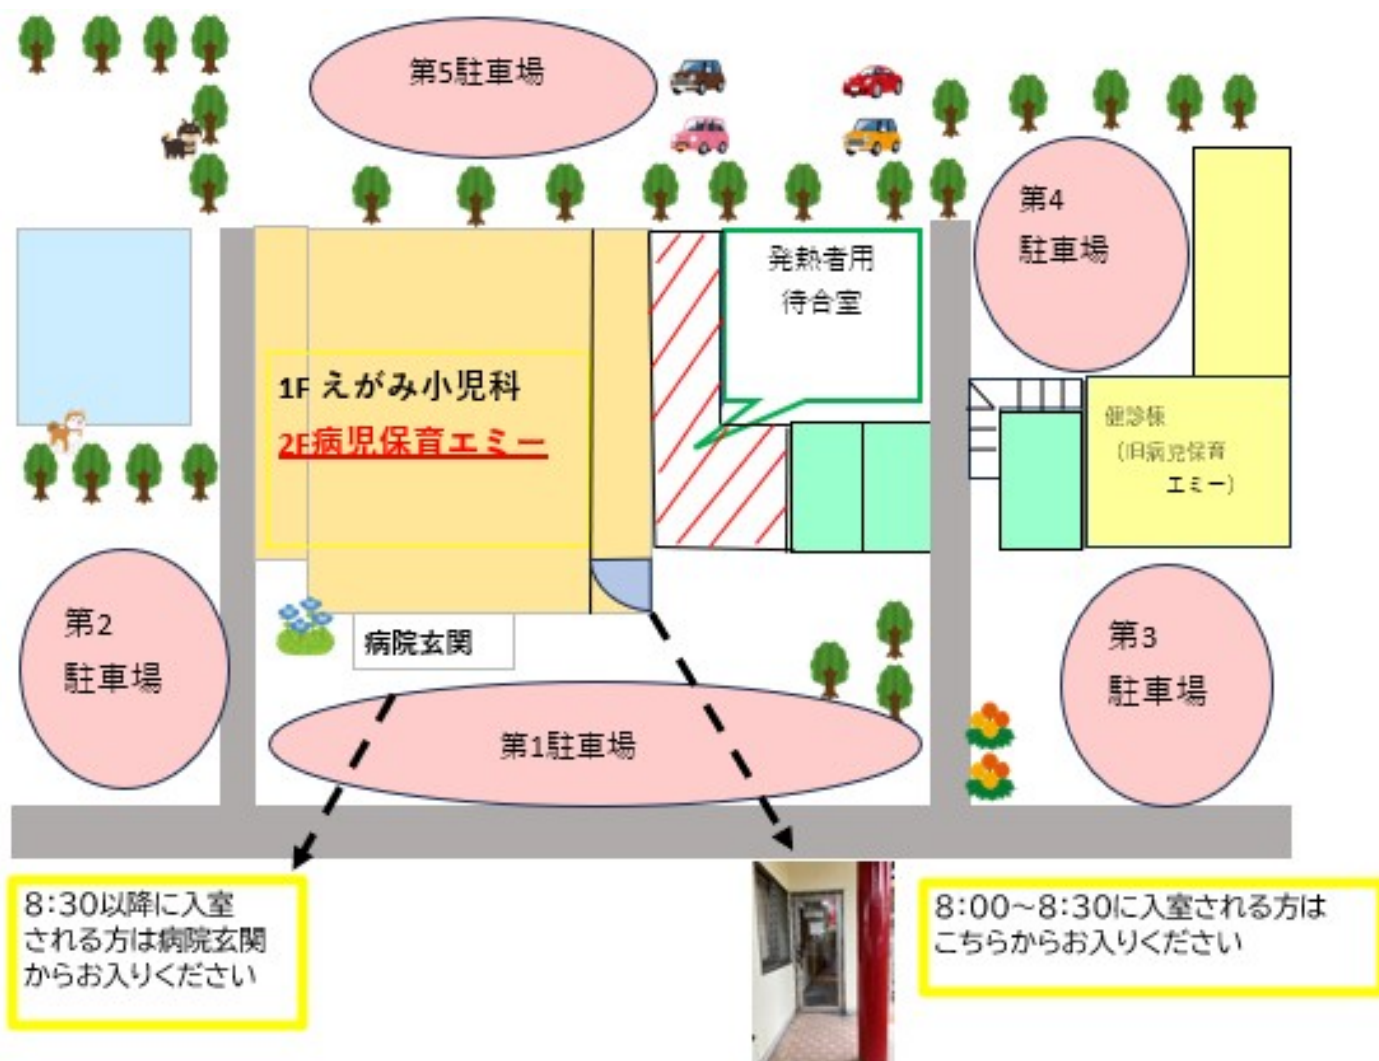 第5駐車場
第4
駐車場
発熱者用
待合室
1F えがみ小児科
2F病児保育エミー
健診棟
（旧病児保育
エミー）
第2
駐車場
病院玄関
第3
駐車場
第1駐車場
8：30以降に入室
される方は病院玄関
からお入りください
8：00～8：30に入室される方は
こちらからお入りください